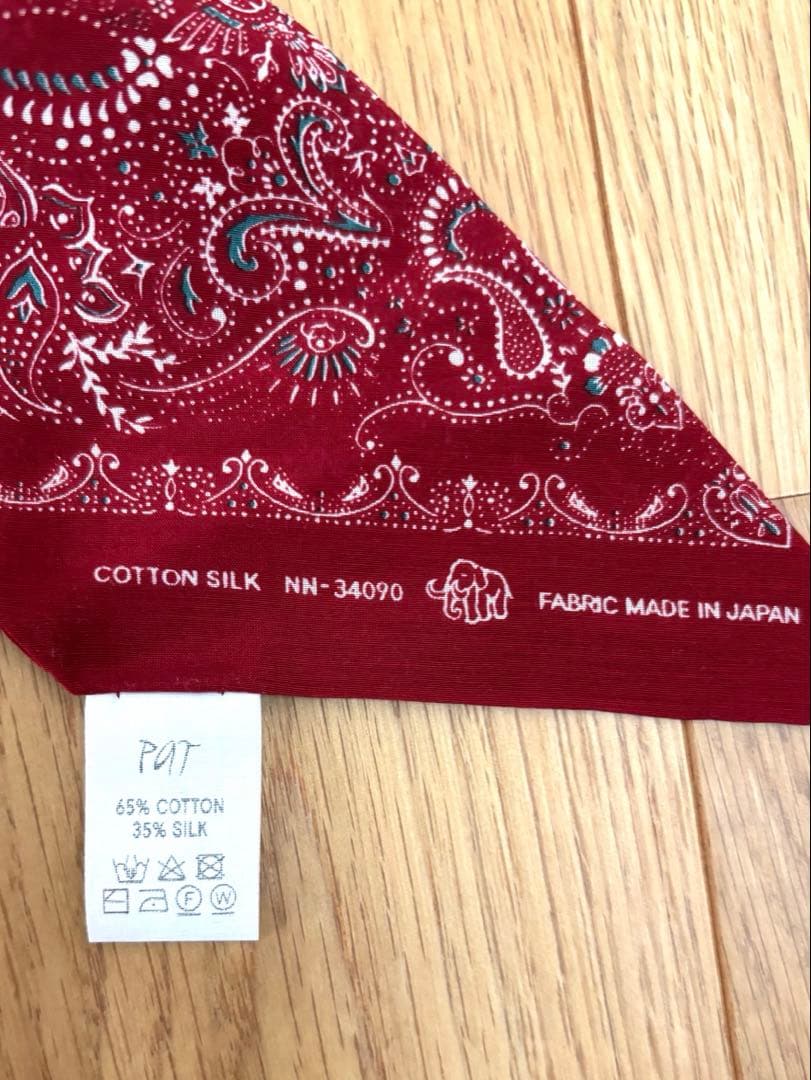 COTTON SILK NN-34090 FABRIC MADE IN JAPAN
PAT
65% COTTON
35% SILK
F W